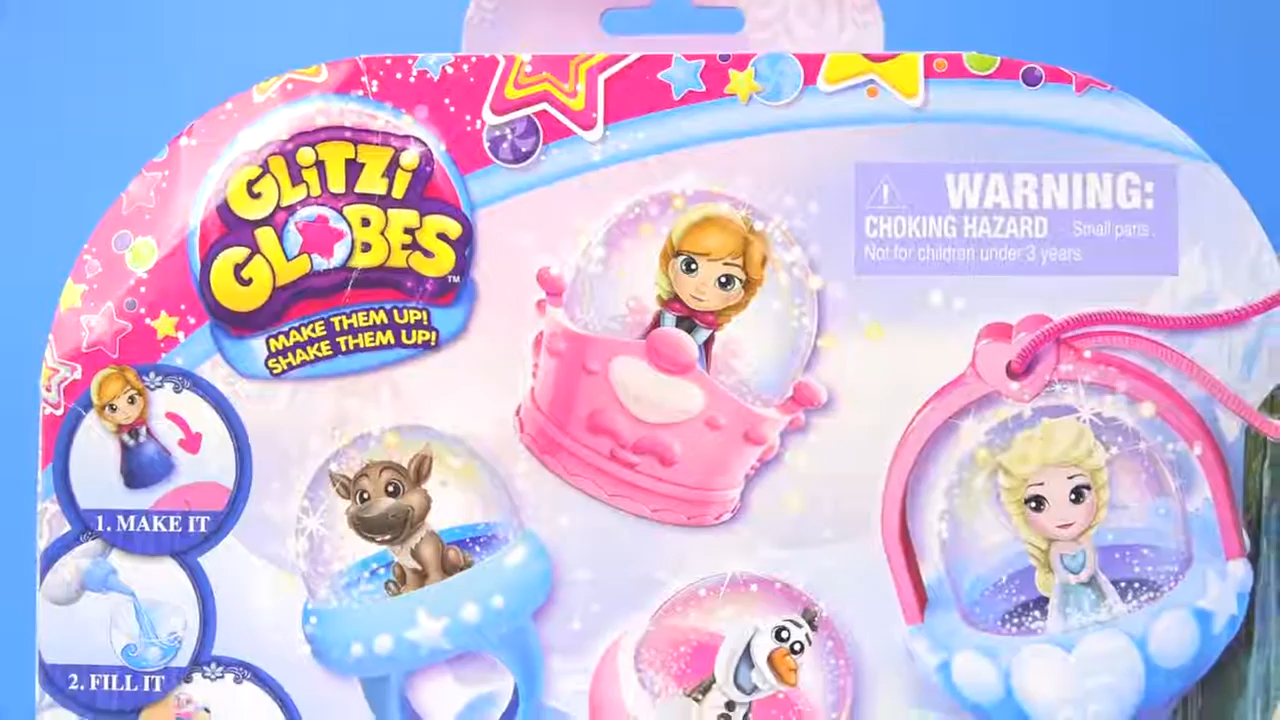 GLITZI
GLOBES™
MAKE THEM UP!
SHAKE THEM UP!
WARNING:
CHOKING HAZARD - Small parts.
Not for children under 3 years
1. MAKE IT
2. FILL IT